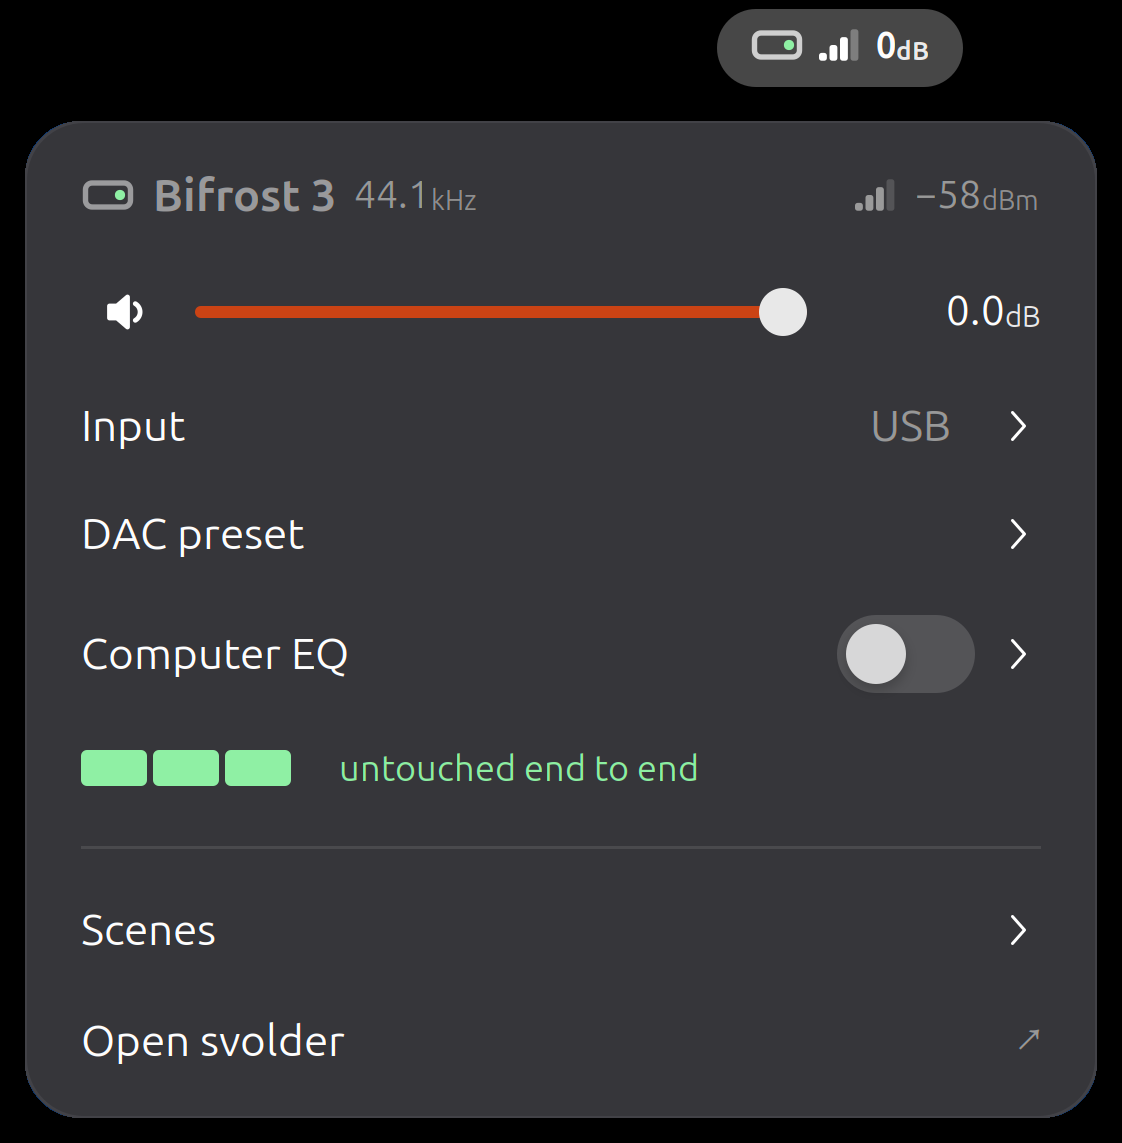 0dB
Bifrost 3 44.1kHz −58dBm
0.0dB
Input USB
DAC preset
Computer EQ
untouched end to end
Scenes
Open svolder ↗